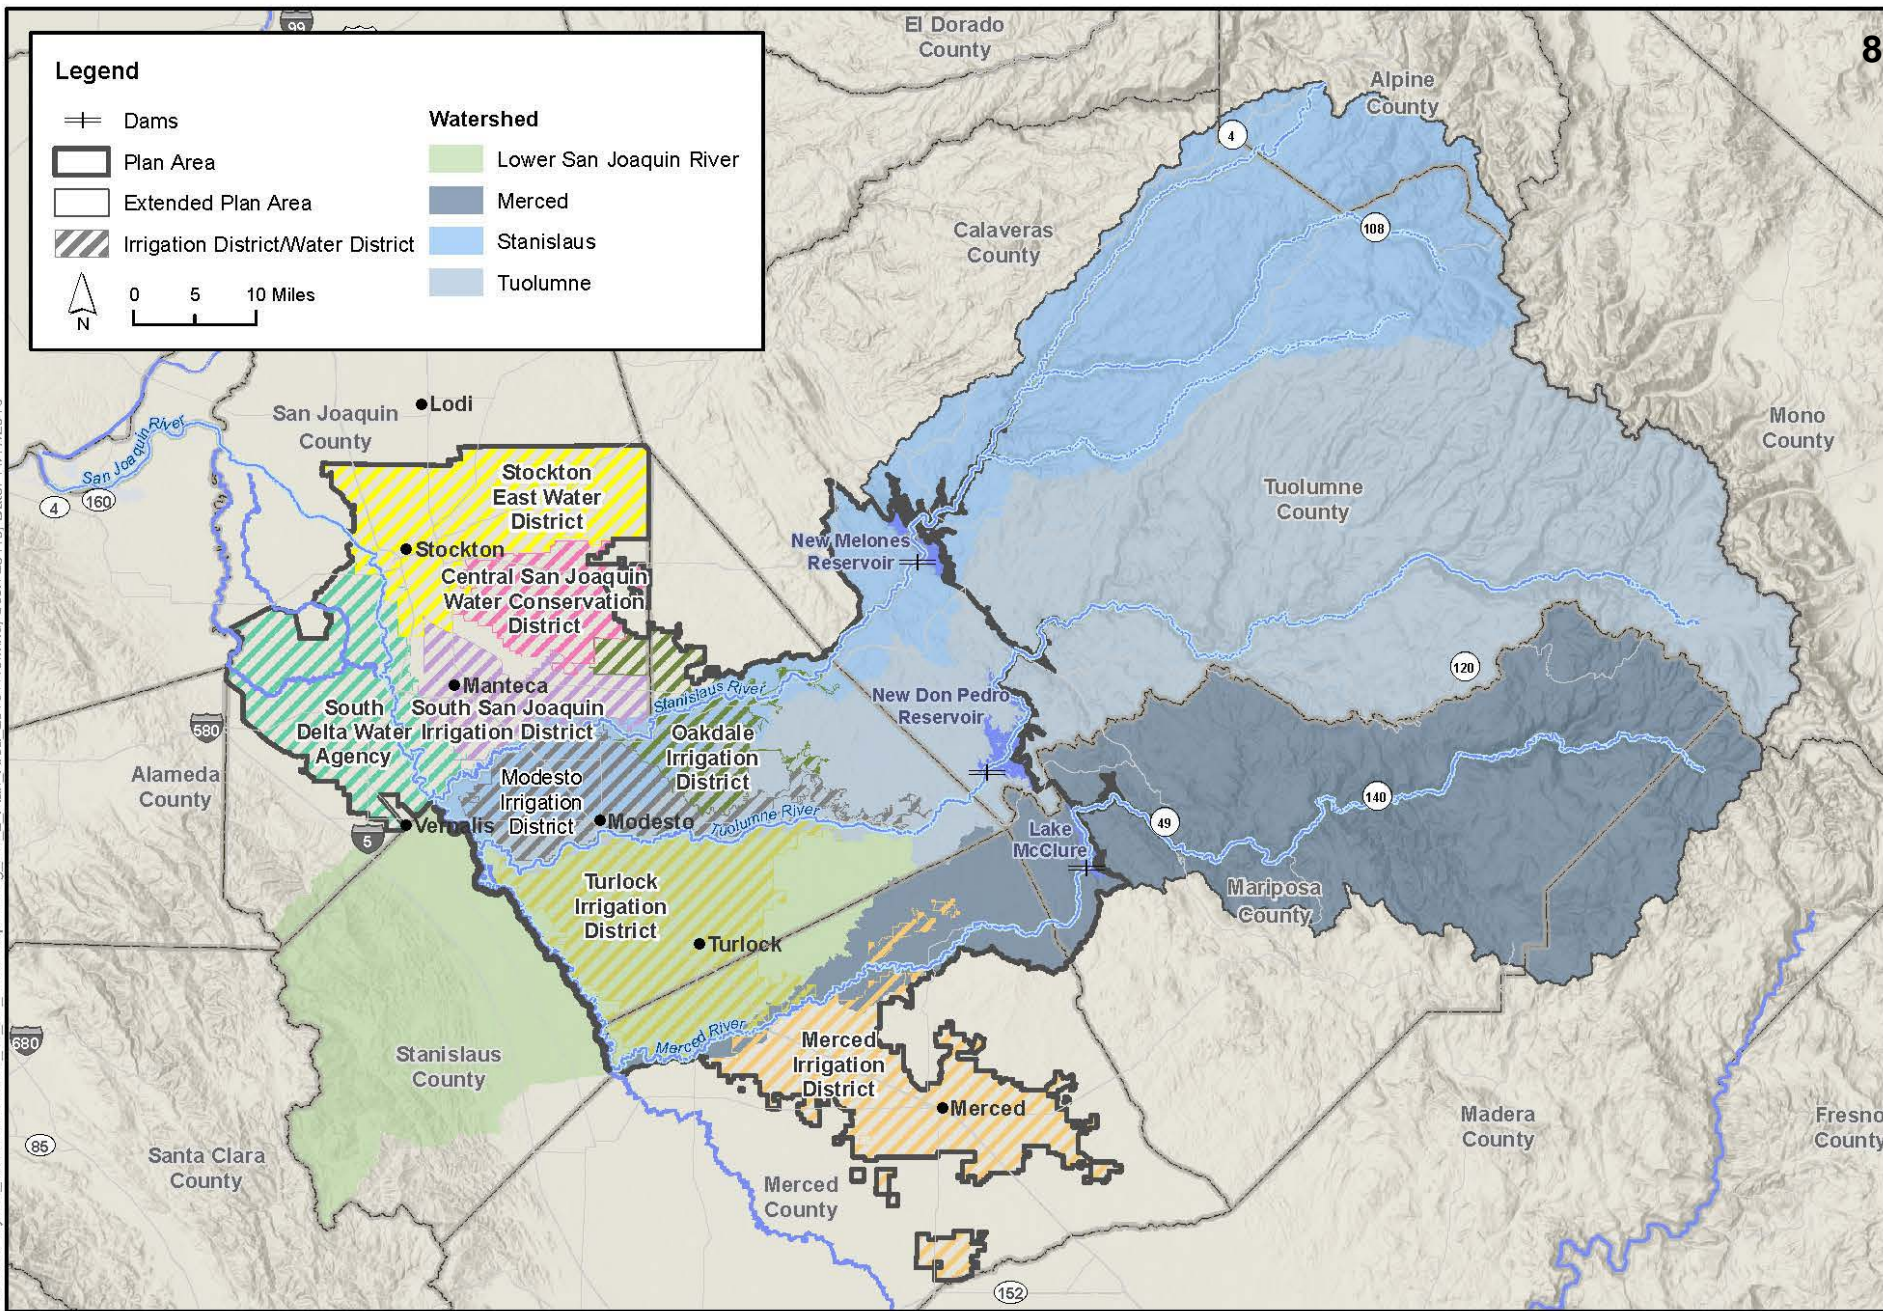 99
El Dorado
County
8
Legend
Dams
Plan Area
Extended Plan Area
Irrigation District/Water District
N
0 5 10 Miles
Watershed
Lower San Joaquin River
Merced
Stanislaus
Tuolumne
Alpine
County
4
108
Calaveras
County
Mono
County
San Joaquin
County
Lodi
San Joaquin River
4
160
Stockton
East Water
District
Stockton
Central San Joaquin
Water Conservation
District
Tuolumne
County
New Melones
Reservoir
Manteca
South
Delta Water
Agency
South San Joaquin
Irrigation District
Stanislaus River
Oakdale
Irrigation
District
New Don Pedro
Reservoir
120
580
Alameda
County
Modesto
Irrigation
District
Modesto
Tuolumne River
Vernalis
5
140
49
Lake
McClure
Mariposa
County
Turlock
Irrigation
District
Turlock
Merced River
680
Stanislaus
County
Merced
Irrigation
District
Merced
Madera
County
Fresno
County
85
Santa Clara
County
Merced
County
152